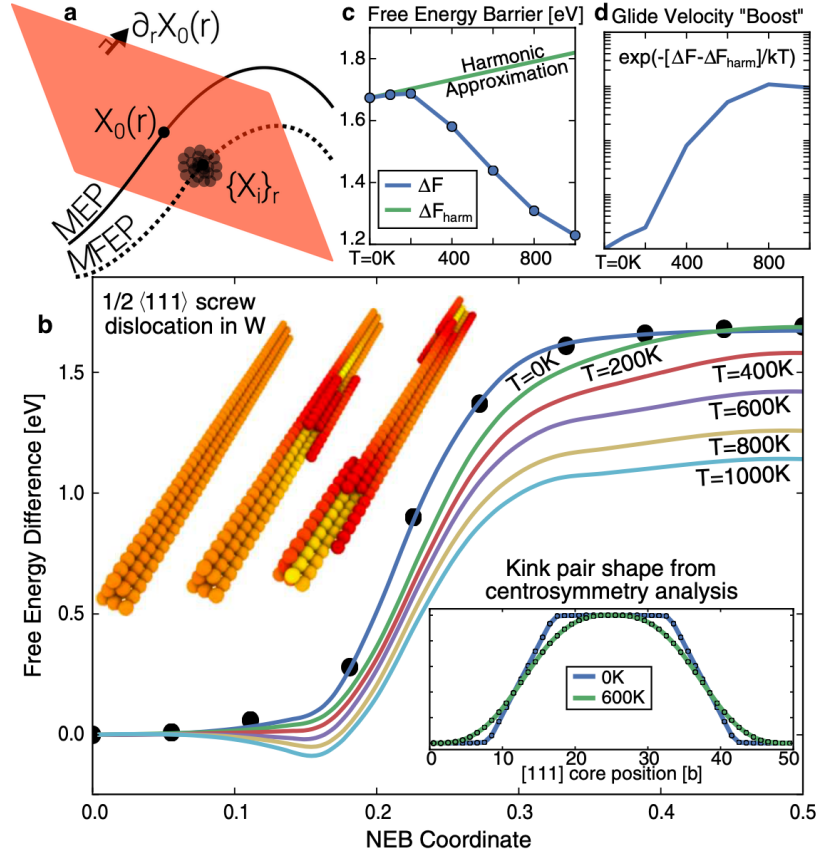 a
∂ᵣX₀(r)
X₀(r)
{Xᵢ}ᵣ
MEP
MFEP
c
Free Energy Barrier [eV]
Harmonic
Approximation
1.8
1.6
1.4
1.2
ΔF
ΔF_harm
T=0K
400
800
d
Glide Velocity "Boost"
exp(-[ΔF-ΔF_harm]/kT)
T=0K
400
800
b
1/2 ⟨111⟩ screw
dislocation in W
Free Energy Difference [eV]
1.5
1.0
0.5
0.0
T=0K
T=200K
T=400K
T=600K
T=800K
T=1000K
Kink pair shape from
centrosymmetry analysis
0K
600K
0
10
20
30
40
50
[111] core position [b]
0.0
0.1
0.2
0.3
0.4
0.5
NEB Coordinate